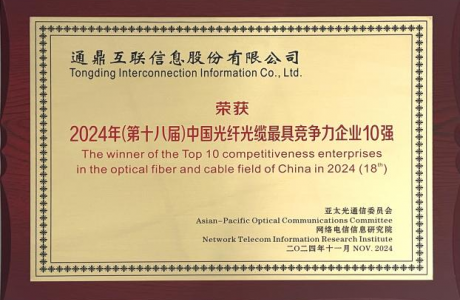 通鼎互联信息股份有限公司
Tongding Interconnection Information Co., Ltd.
荣获
2024年(第十八届)中国光纤光缆最具竞争力企业10强
The winner of the Top 10 competitiveness enterprises
in the optical fiber and cable field of China in 2024 (18th)
亚太光通信委员会
Asian-Pacific Optical Communications Committee
网络电信信息研究院
Network Telecom Information Research Institute
二〇二四年十一月 NOV. 2024